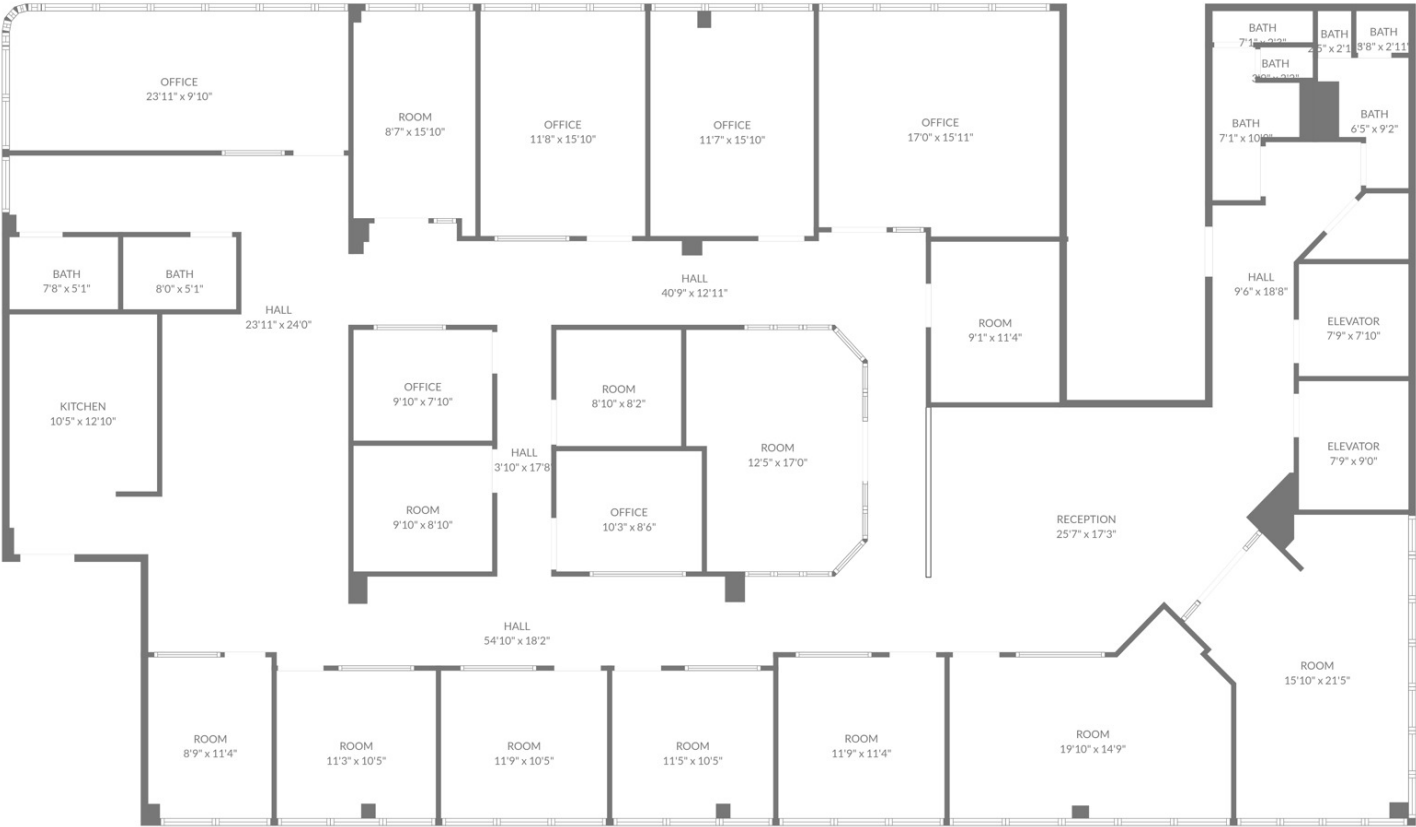 BATH
7'1" x 2'2"
BATH
BATH
3'8" x 2'11"
BATH
OFFICE
23'11" x 9'10"
ROOM
8'7" x 15'10"
OFFICE
11'8" x 15'10"
OFFICE
11'7" x 15'10"
OFFICE
17'0" x 15'11"
BATH
BATH
6'5" x 9'2"
BATH
7'8" x 5'1"
BATH
8'0" x 5'1"
HALL
23'11" x 24'0"
HALL
40'9" x 12'11"
HALL
9'6" x 18'8"
ROOM
9'1" x 11'4"
ELEVATOR
7'9" x 7'10"
OFFICE
9'10" x 7'10"
ROOM
8'10" x 8'2"
KITCHEN
10'5" x 12'10"
HALL
3'10" x 17'8"
ROOM
12'5" x 17'0"
ELEVATOR
7'9" x 9'0"
ROOM
9'10" x 8'10"
OFFICE
10'3" x 8'6"
RECEPTION
25'7" x 17'3"
HALL
54'10" x 18'2"
ROOM
15'10" x 21'5"
ROOM
8'9" x 11'4"
ROOM
11'3" x 10'5"
ROOM
11'9" x 10'5"
ROOM
11'5" x 10'5"
ROOM
11'9" x 11'4"
ROOM
19'10" x 14'9"